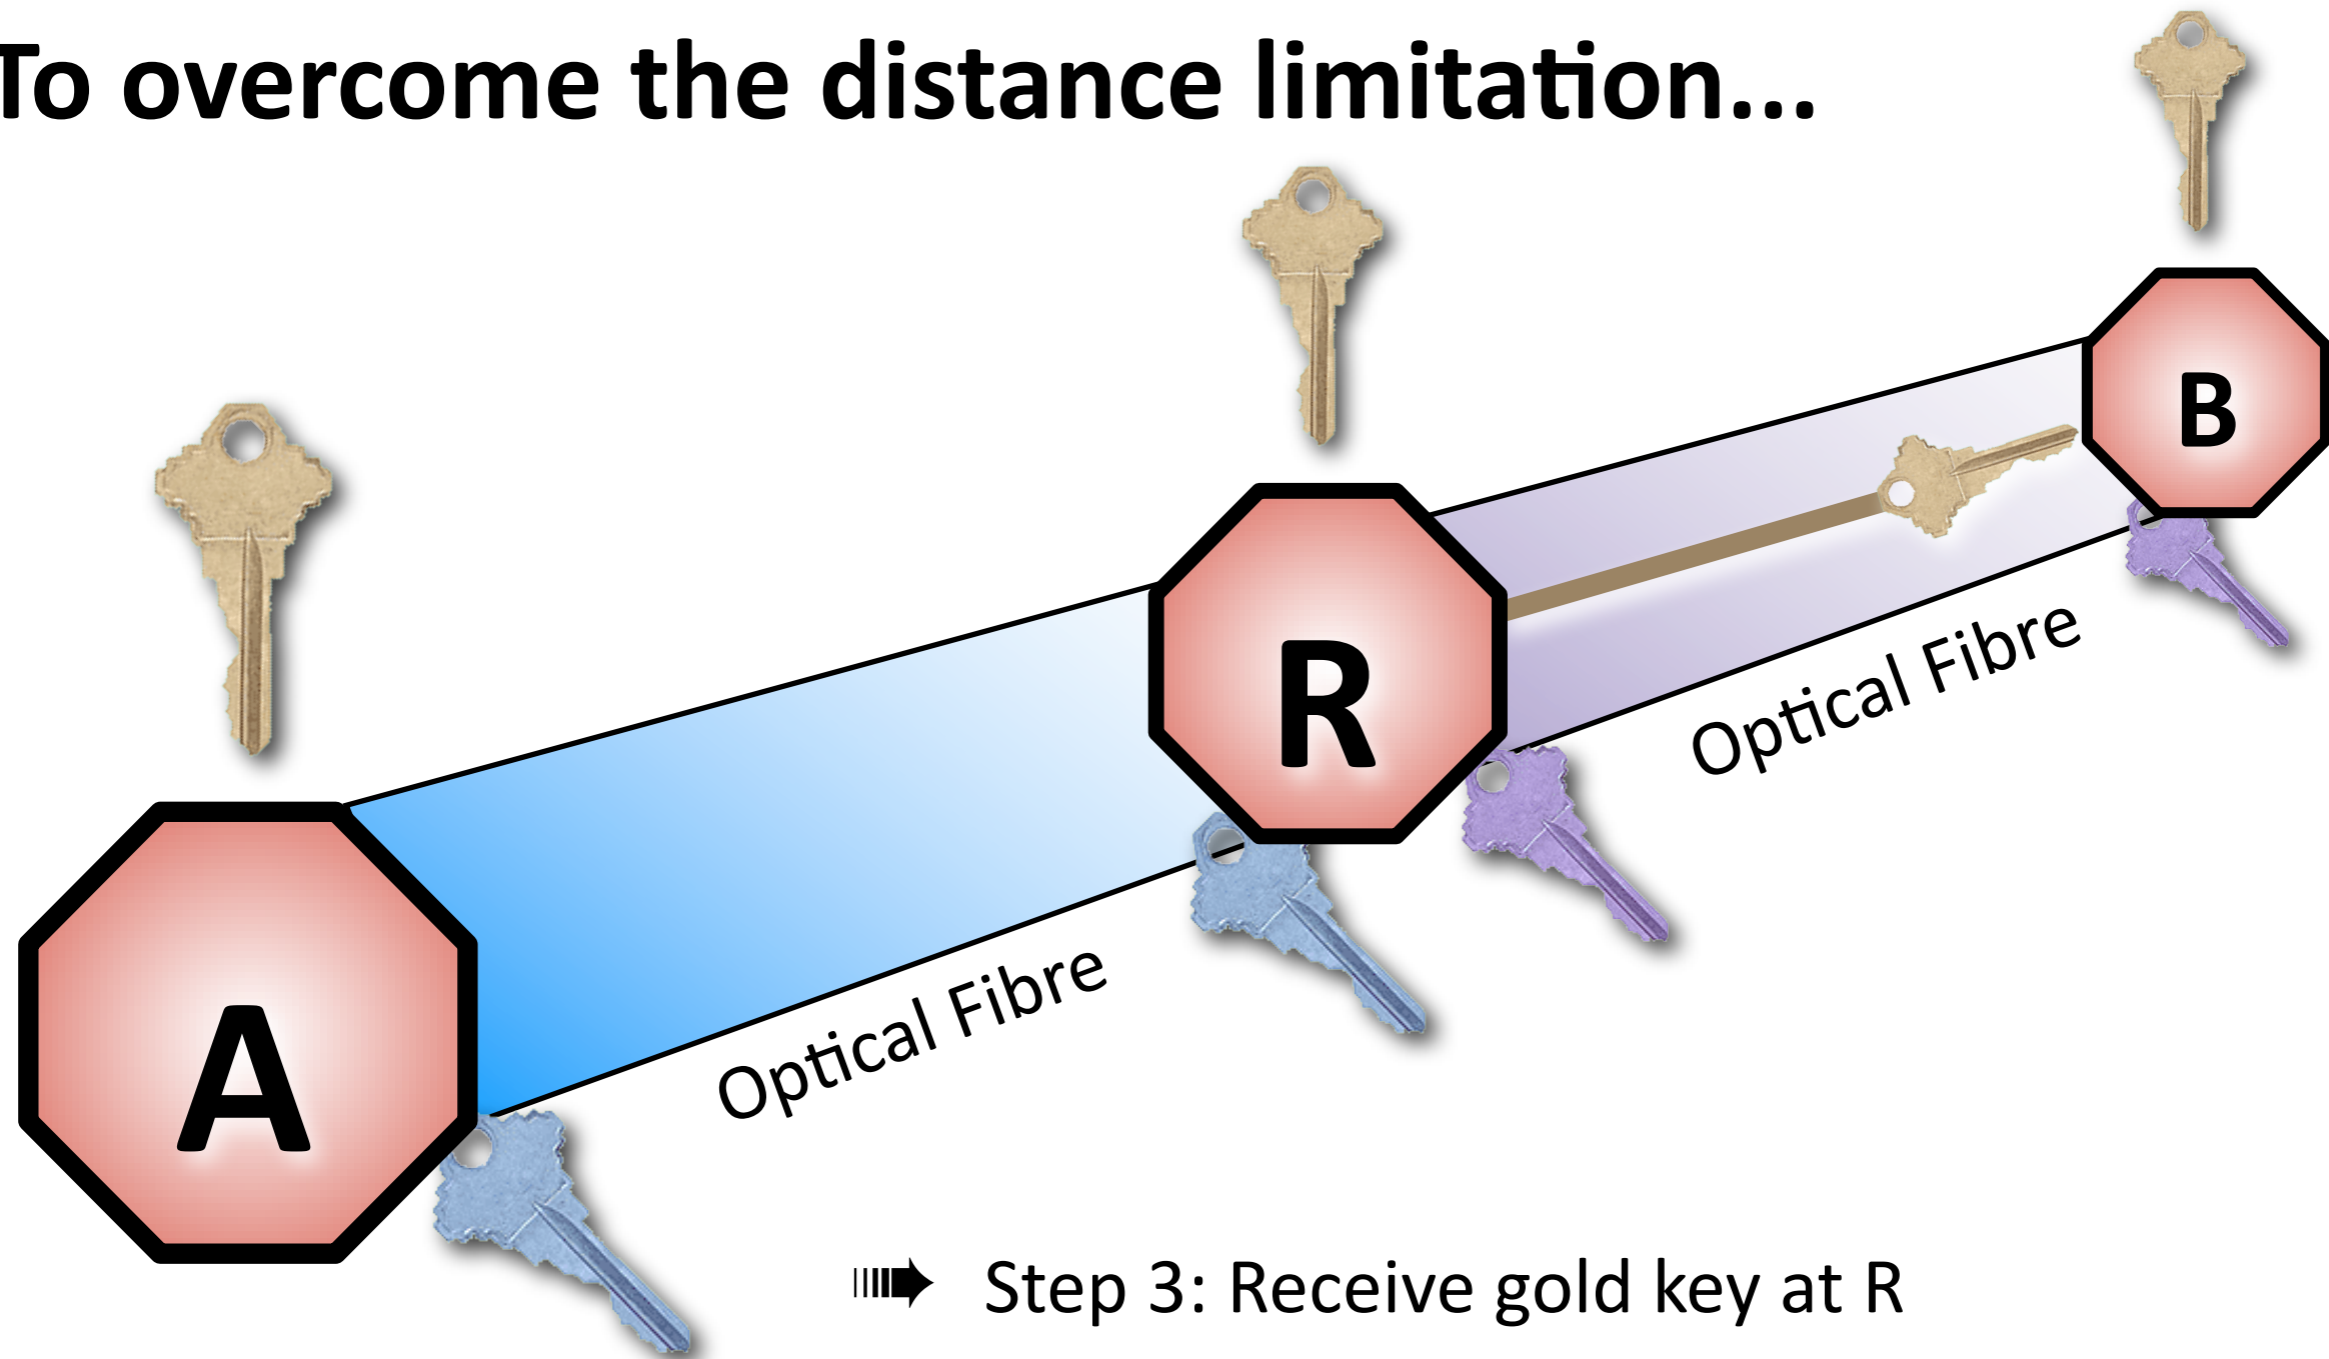 To overcome the distance limitation...
B
R
Optical Fibre
A
Optical Fibre
➠ Step 3: Receive gold key at R